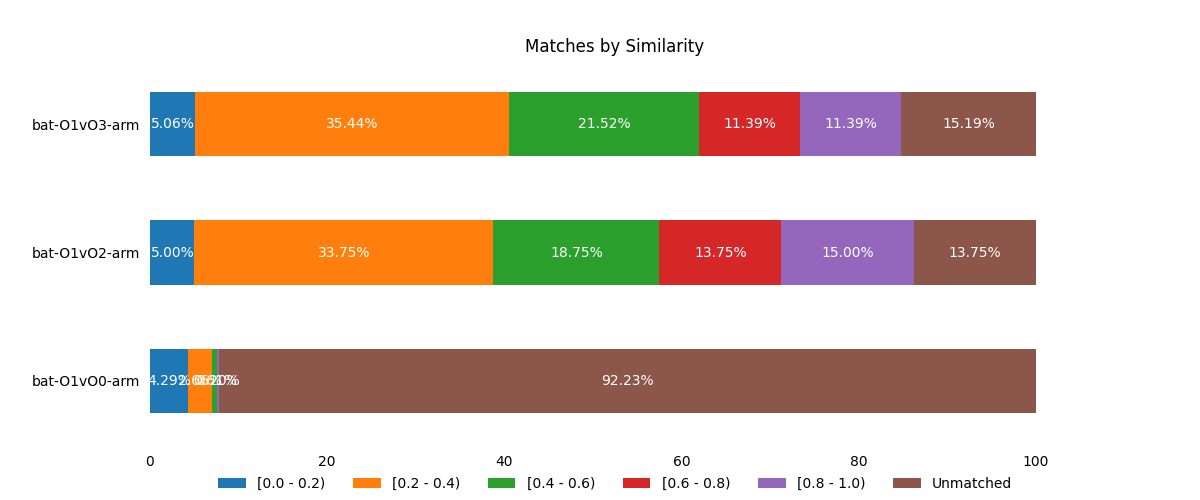 Matches by Similarity
bat-O1vO3-arm 5.06% 35.44% 21.52% 11.39% 11.39% 15.19%
bat-O1vO2-arm 5.00% 33.75% 18.75% 13.75% 15.00% 13.75%
bat-O1vO0-arm 4.29% 92.23%
0 20 40 60 80 100
[0.0 - 0.2) [0.2 - 0.4) [0.4 - 0.6) [0.6 - 0.8) [0.8 - 1.0) Unmatched